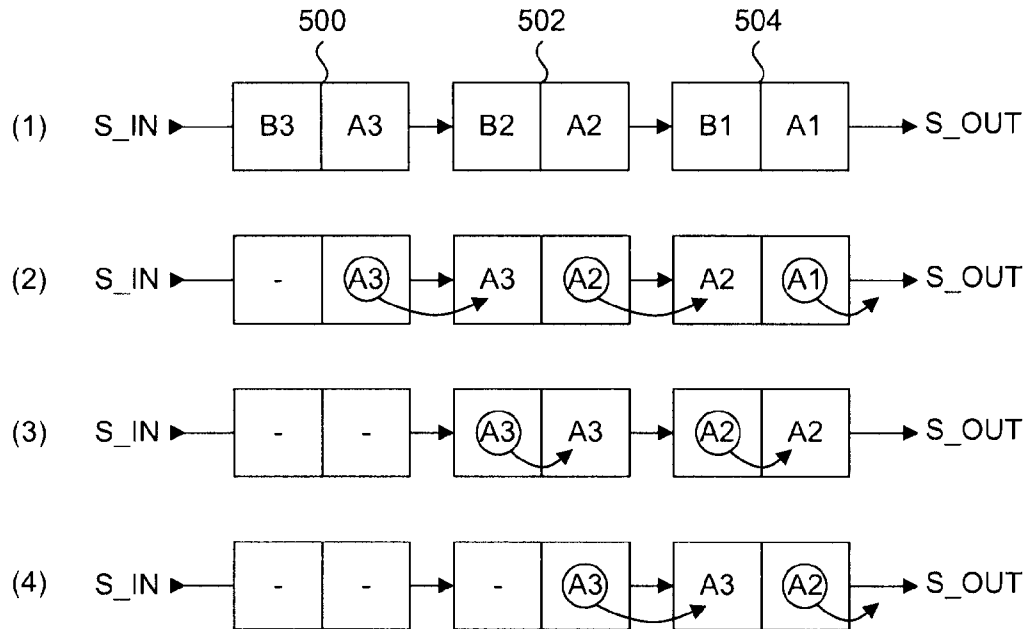 500 502 504
(1) S_IN B3 A3 B2 A2 B1 A1 S_OUT
(2) S_IN - A3 A3 A2 A2 A1 S_OUT
(3) S_IN - - A3 A3 A2 A2 S_OUT
(4) S_IN - - - A3 A3 A2 S_OUT